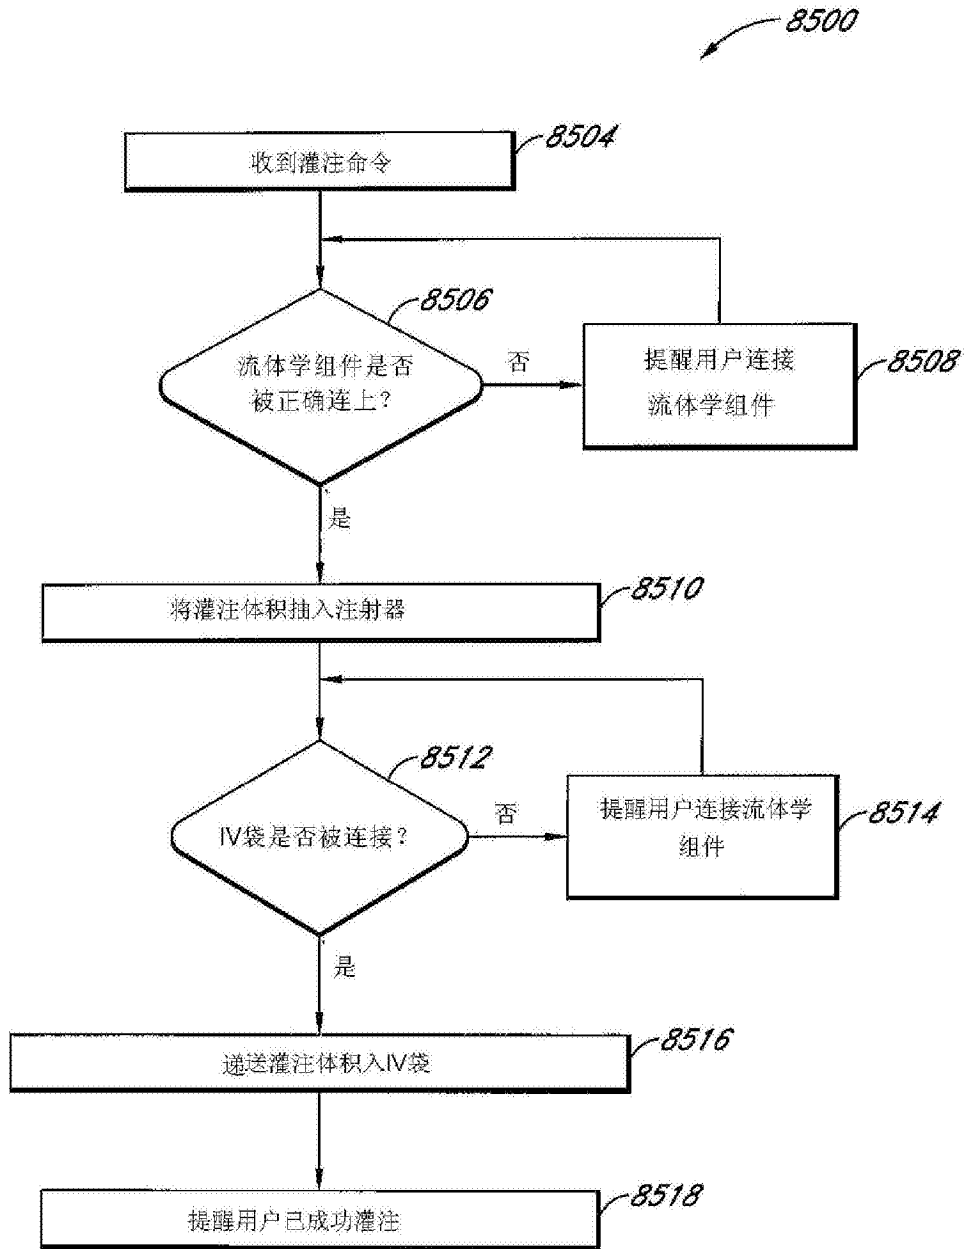 8500
8504
收到灌注命令
8506
流体学组件是否
被正确连上?
否
提醒用户连接
流体学组件
8508
是
8510
将灌注体积抽入注射器
8512
IV袋是否被连接?
否
提醒用户连接流体学
组件
8514
是
8516
递送灌注体积入IV袋
8518
提醒用户已成功灌注